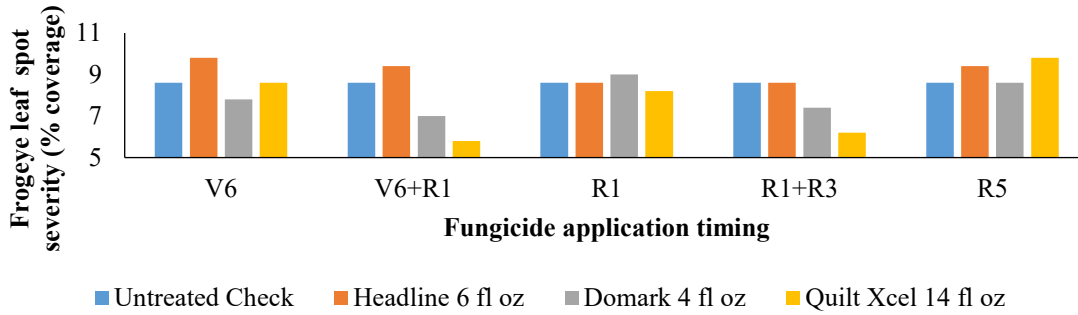 Frogeye leaf spot
severity (% coverage)
11
9
7
5
V6
V6+R1
R1
R1+R3
R5
Fungicide application timing
Untreated Check
Headline 6 fl oz
Domark 4 fl oz
Quilt Xcel 14 fl oz